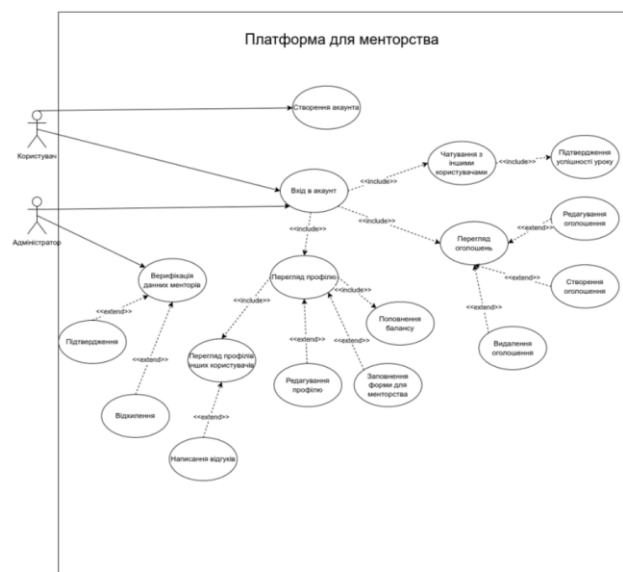 Платформа для менторства
Створення акаунта
Користувач
Чатування з
іншими
користувачами
<<include>>
Підтвердження
успішності уроку
Вхід в акаунт
<<include>>
<<include>>
Редагування
оголошення
Адміністратор
<<include>>
Перегляд
оголошень
<<extend>>
Верифікація
данних менторів
Перегляд профілю
<<extend>>
Створення
оголошення
<<include>>
<<include>>
Поповнення
балансу
<<extend>>
Підтвердження
<<extend>>
Видалення
оголошення
Перегляд профілів
інших користувачів
<<extend>>
<<extend>>
Редагування
профілю
Заповнення
форми для
менторства
<<extend>>
Відхилення
<<extend>>
Написання відгуків